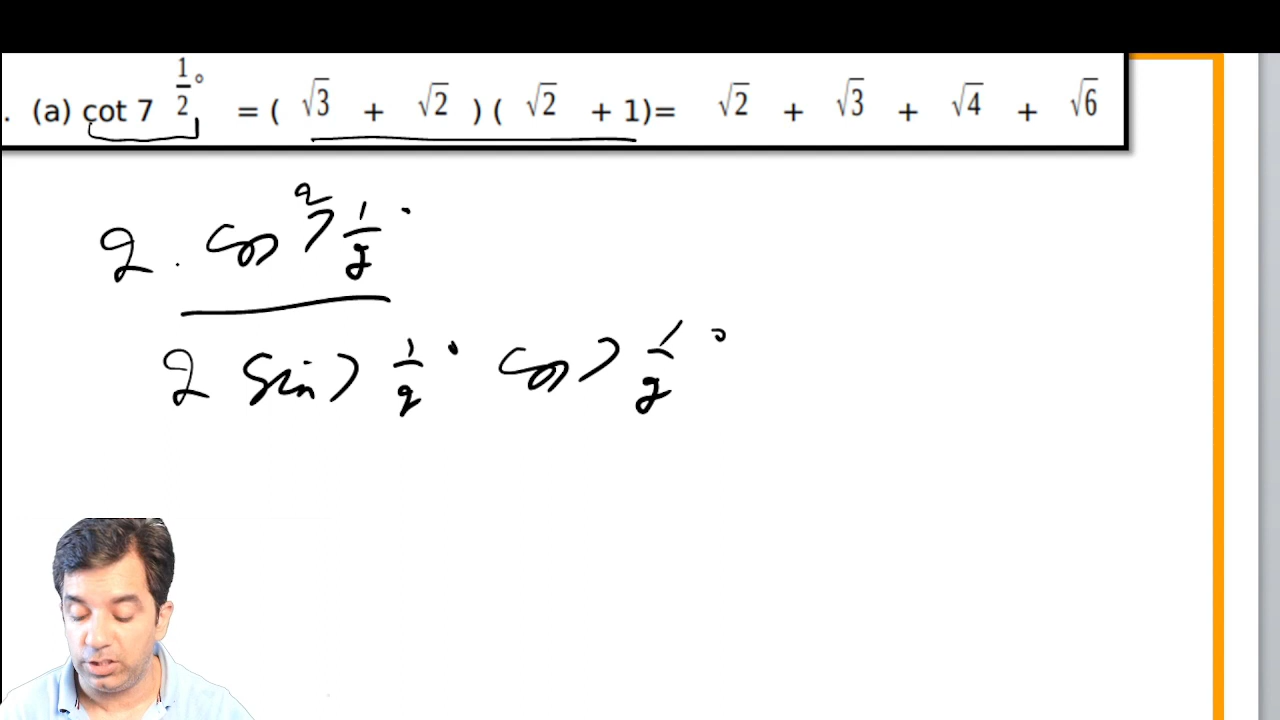 . (a) cot 7 1/2° = ( √3 + √2 ) ( √2 + 1)= √2 + √3 + √4 + √6
2 . cos² 7 1/2°
2 sin 7 1/2° cos 7 1/2°